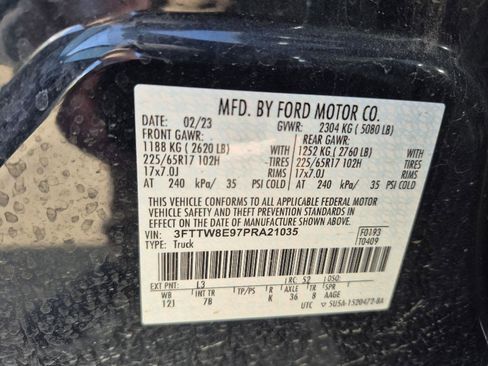 MFD. BY FORD MOTOR CO.
DATE: 02/23 GVWR: 2304 KG ( 5080 LB)
FRONT GAWR: REAR GAWR:
1188 KG ( 2620 LB) WITH 1252 KG ( 2760 LB) WITH
225/65R17 102H TIRES 225/65R17 102H TIRES
17x7.0J RIMS 17x7.0J RIMS
AT 240 kPa/ 35 PSI COLD AT 240 kPa/ 35 PSI COLD
THIS VEHICLE CONFORMS TO ALL APPLICABLE FEDERAL MOTOR
VEHICLE SAFETY AND THEFT PREVENTION STANDARDS IN
EFFECT ON THE DATE OF MANUFACTURE SHOWN ABOVE.
VIN: 3FTTW8E97PRA21035 F0193
TYPE: Truck T0409
EXT PNT: L3 RC: 52 DSO:
WB INT TR TP/PS R AXLE TR SPR
121 7B K 36 8 AAGE
UTC